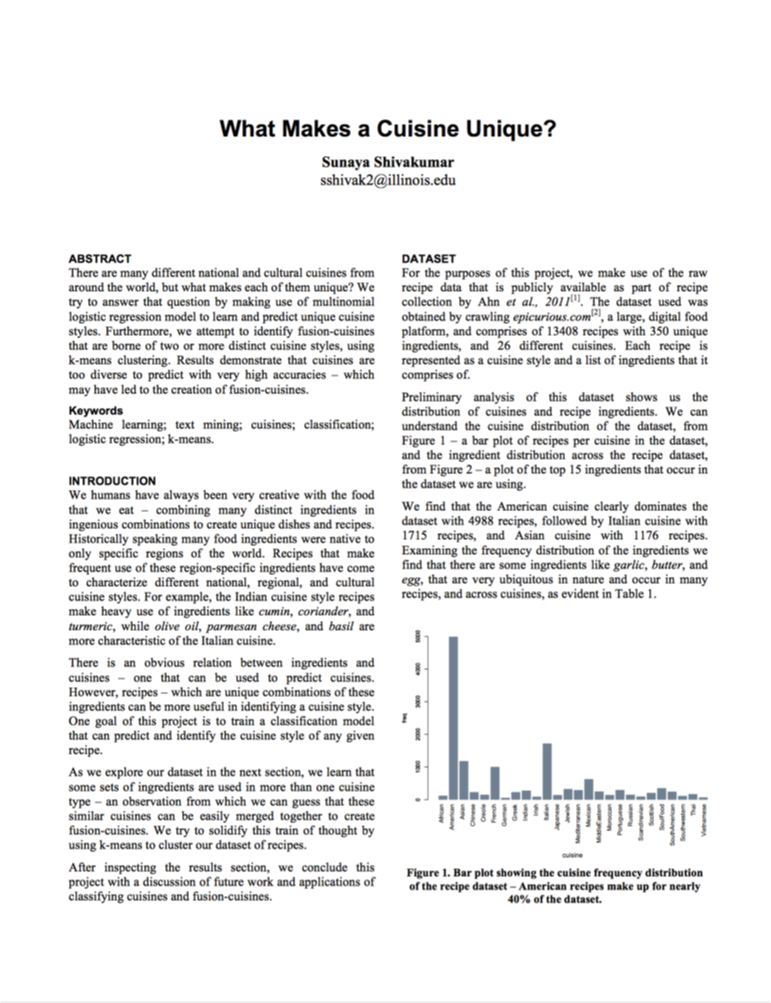 What Makes a Cuisine Unique?
Sunaya Shivakumar
sshivak2@illinois.edu
ABSTRACT
There are many different national and cultural cuisines from
around the world, but what makes each of them unique? We
try to answer that question by making use of multinomial
logistic regression model to learn and predict unique cuisine
styles. Furthermore, we attempt to identify fusion-cuisines
that are borne of two or more distinct cuisine styles, using
k-means clustering. Results demonstrate that cuisines are
too diverse to predict with very high accuracies – which
may have led to the creation of fusion-cuisines.
Keywords
Machine learning; text mining; cuisines; classification;
logistic regression; k-means.
INTRODUCTION
We humans have always been very creative with the food
that we eat – combining many distinct ingredients in
ingenious combinations to create unique dishes and recipes.
Historically speaking many food ingredients were native to
only specific regions of the world. Recipes that make
frequent use of these region-specific ingredients have come
to characterize different national, regional, and cultural
cuisine styles. For example, the Indian cuisine style recipes
make heavy use of ingredients like cumin, coriander, and
turmeric, while olive oil, parmesan cheese, and basil are
more characteristic of the Italian cuisine.
There is an obvious relation between ingredients and
cuisines – one that can be used to predict cuisines.
However, recipes – which are unique combinations of these
ingredients can be more useful in identifying a cuisine style.
One goal of this project is to train a classification model
that can predict and identify the cuisine style of any given
recipe.
As we explore our dataset in the next section, we learn that
some sets of ingredients are used in more than one cuisine
type – an observation from which we can guess that these
similar cuisines can be easily merged together to create
fusion-cuisines. We try to solidify this train of thought by
using k-means to cluster our dataset of recipes.
After inspecting the results section, we conclude this
project with a discussion of future work and applications of
classifying cuisines and fusion-cuisines.
DATASET
For the purposes of this project, we make use of the raw
recipe data that is publicly available as part of recipe
collection by Ahn et al., 2011[1]. The dataset used was
obtained by crawling epicurious.com[2], a large, digital food
platform, and comprises of 13408 recipes with 350 unique
ingredients, and 26 different cuisines. Each recipe is
represented as a cuisine style and a list of ingredients that it
comprises of.
Preliminary analysis of this dataset shows us the
distribution of cuisines and recipe ingredients. We can
understand the cuisine distribution of the dataset, from
Figure 1 – a bar plot of recipes per cuisine in the dataset,
and the ingredient distribution across the recipe dataset,
from Figure 2 – a plot of the top 15 ingredients that occur in
the dataset we are using.
We find that the American cuisine clearly dominates the
dataset with 4988 recipes, followed by Italian cuisine with
1715 recipes, and Asian cuisine with 1176 recipes.
Examining the frequency distribution of the ingredients we
find that there are some ingredients like garlic, butter, and
egg, that are very ubiquitous in nature and occur in many
recipes, and across cuisines, as evident in Table 1.
5000
4000
3000
2000
1000
0
freq
African
American
Asian
Chinese
Creole
French
German
Greek
Indian
Irish
Italian
Japanese
Jewish
Mediterranean
Mexican
MiddleEastern
Moroccan
Portuguese
Russian
Scandinavian
Scottish
SoulFood
SouthAmerican
Southwestern
Thai
Vietnamese
cuisine
Figure 1. Bar plot showing the cuisine frequency distribution
of the recipe dataset – American recipes make up for nearly
40% of the dataset.